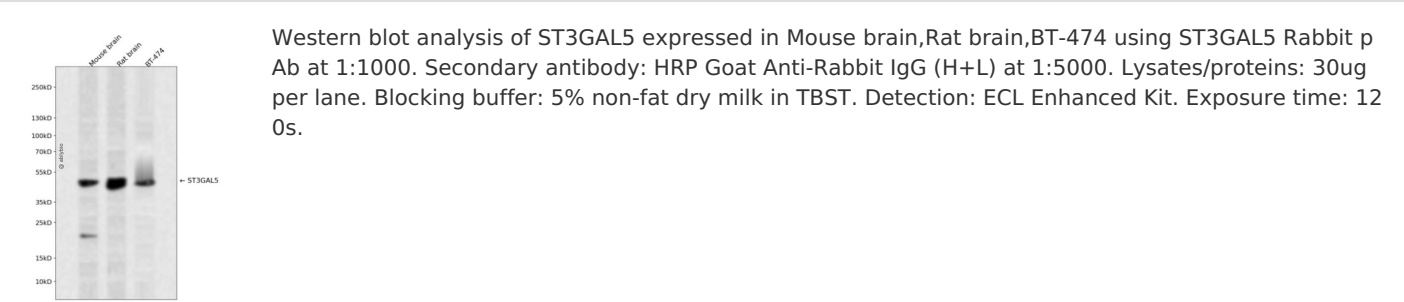 Mouse brain
Rat brain
BT-474
250kD
130kD
100kD
70kD
55kD
35kD
25kD
15kD
10kD
← ST3GAL5
Western blot analysis of ST3GAL5 expressed in Mouse brain,Rat brain,BT-474 using ST3GAL5 Rabbit p
Ab at 1:1000. Secondary antibody: HRP Goat Anti-Rabbit IgG (H+L) at 1:5000. Lysates/proteins: 30ug
per lane. Blocking buffer: 5% non-fat dry milk in TBST. Detection: ECL Enhanced Kit. Exposure time: 12
0s.